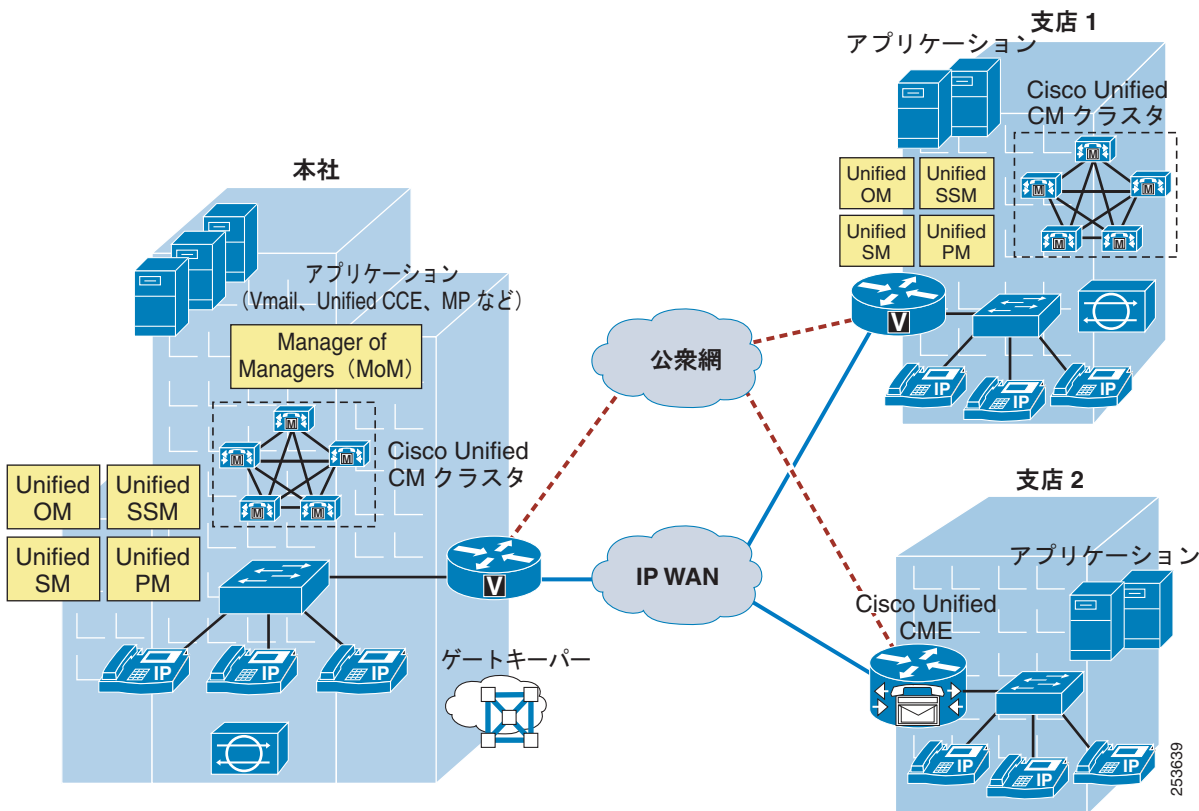 本社
アプリケーション
（Vmail、Unified CCE、MP など）
Manager of
Managers（MoM）
Cisco Unified
CM クラスタ
Unified
OM
Unified
SSM
Unified
SM
Unified
PM
M
M
M
M
M
V
IP
IP
IP
ゲートキーパー
公衆網
IP WAN
支店 1
アプリケーション
Cisco Unified
CM クラスタ
Unified
OM
Unified
SSM
Unified
SM
Unified
PM
M
M
M
M
M
V
IP
IP
IP
支店 2
アプリケーション
Cisco Unified
CME
IP
IP
IP
253639